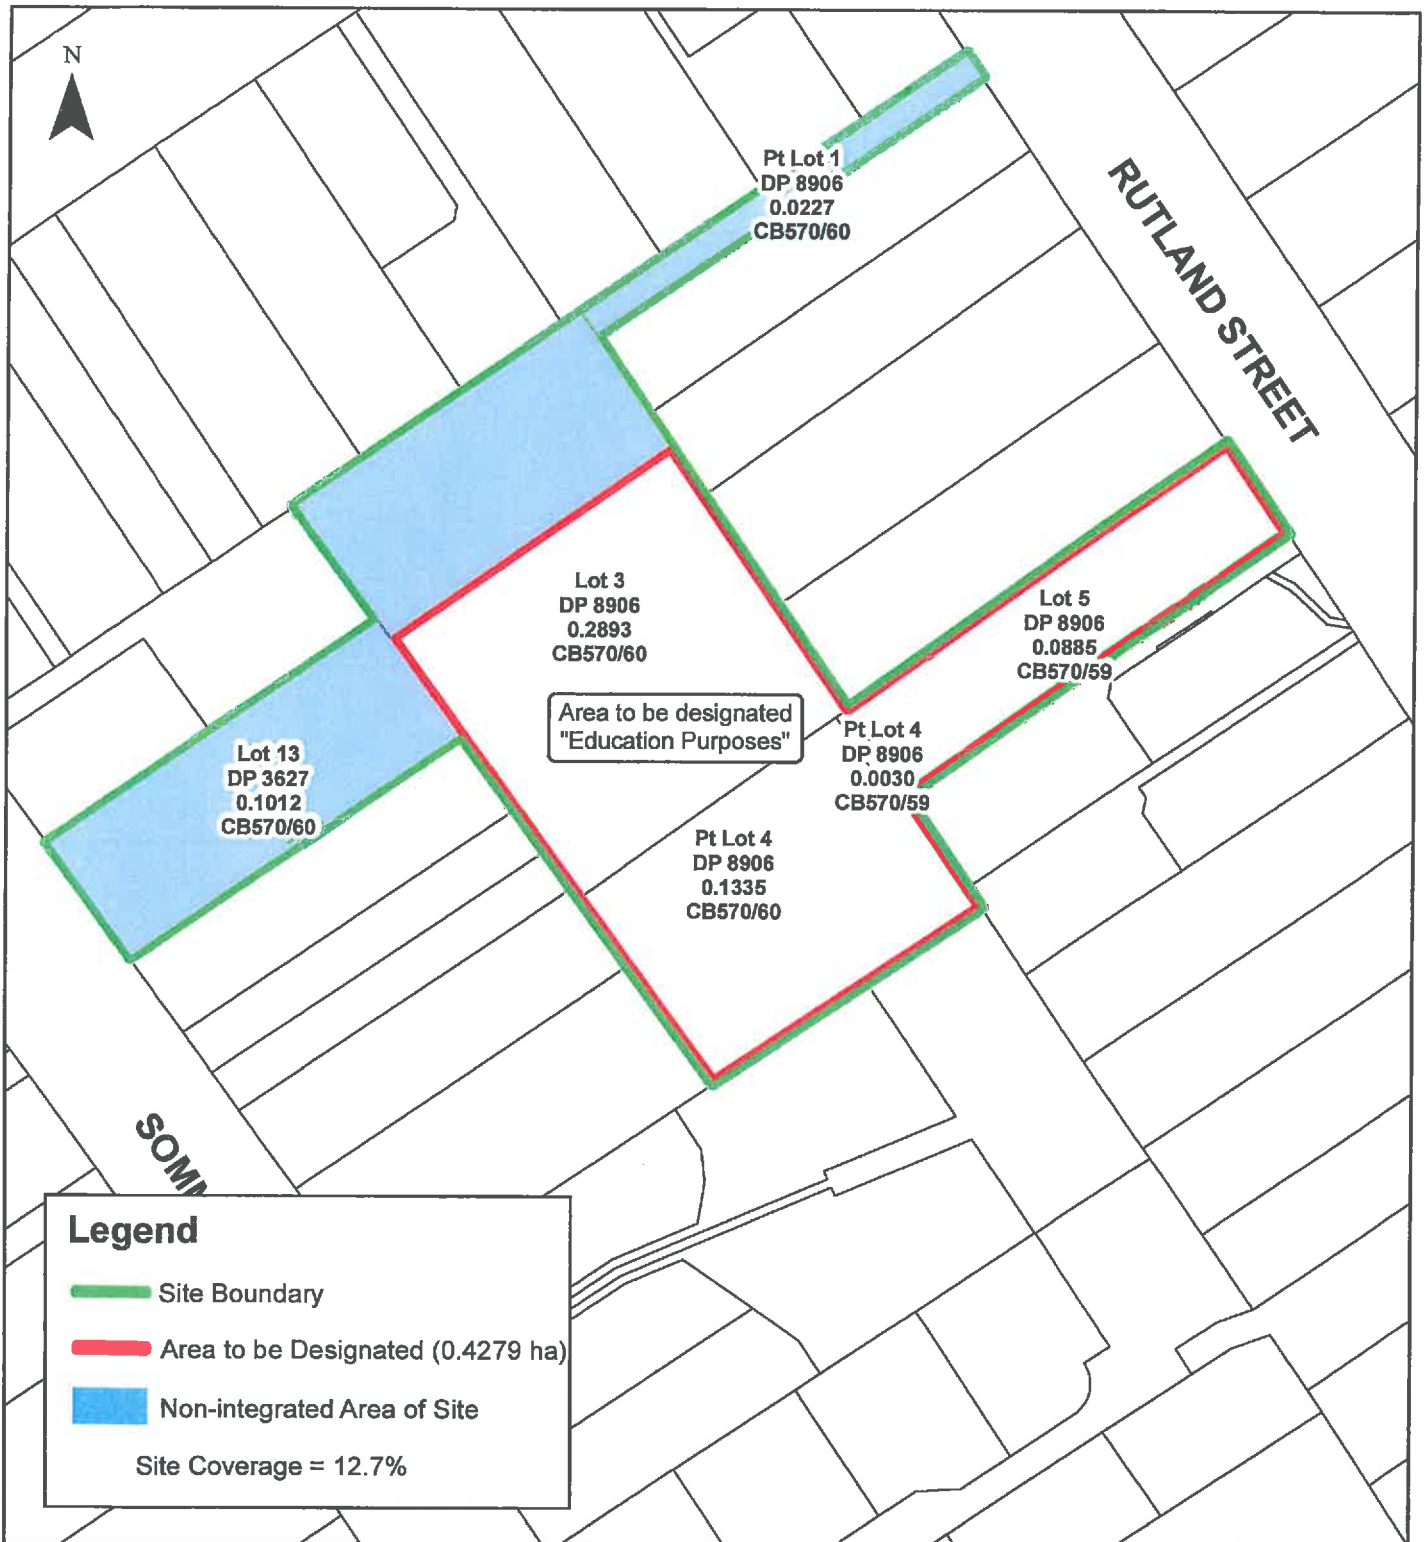 N
Pt Lot 1
DP 8906
0.0227
CB570/60
RUTLAND STREET
Lot 3
DP 8906
0.2893
CB570/60
Lot 5
DP 8906
0.0885
CB570/59
Area to be designated
"Education Purposes"
Pt Lot 4
DP 8906
0.0030
CB570/59
Lot 13
DP 3627
0.1012
CB570/60
Pt Lot 4
DP 8906
0.1335
CB570/60
SOMM
Legend
Site Boundary
Area to be Designated (0.4279 ha)
Non-integrated Area of Site
Site Coverage = 12.7%